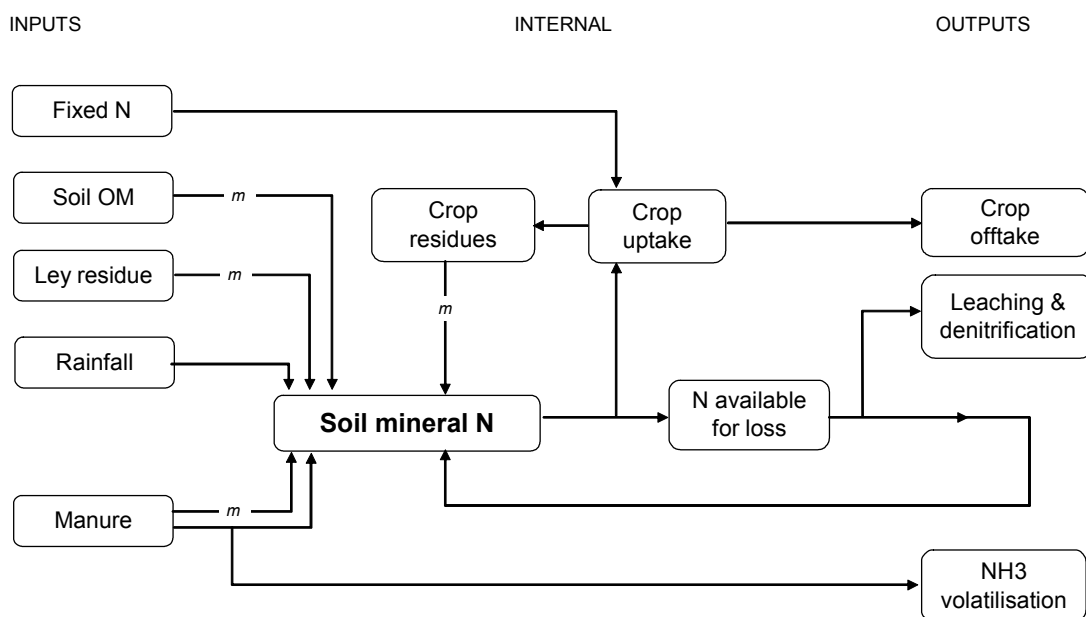 INPUTS
INTERNAL
OUTPUTS
Fixed N
Soil OM
m
Crop
residues
Crop
uptake
Crop
offtake
Ley residue
m
m
Leaching &
denitrification
Rainfall
Soil mineral N
N available
for loss
Manure
m
NH3
volatilisation